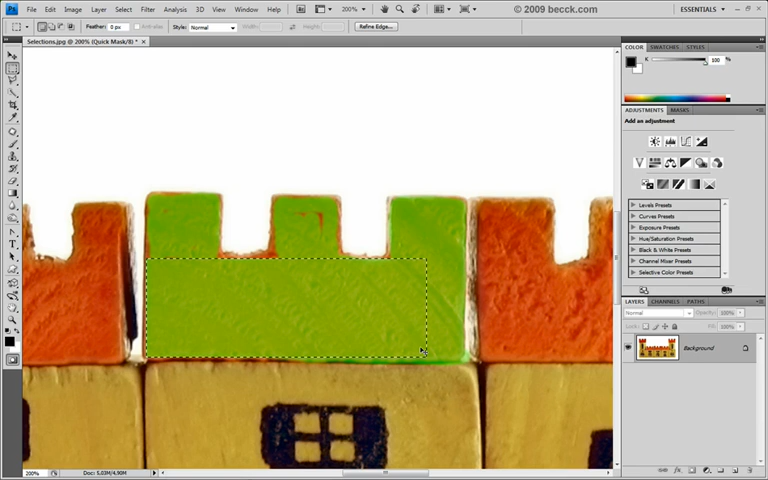 Ps File Edit Image Layer Select Filter Analysis 3D View Window Help Br 200% © 2009 becck.com ESSENTIALS
Feather: 0 px Anti-alias Style: Normal Width: Height: Refine Edge...
Selections.jpg @ 200% (Quick Mask/8) * ×
COLOR SWATCHES STYLES
K 100 %
ADJUSTMENTS MASKS
Add an adjustment
Levels Presets
Curves Presets
Exposure Presets
Hue/Saturation Presets
Black & White Presets
Channel Mixer Presets
Selective Color Presets
LAYERS CHANNELS PATHS
Normal Opacity: 100%
Lock: Fill: 100%
Background
200% Doc: 5.03M/4.90M